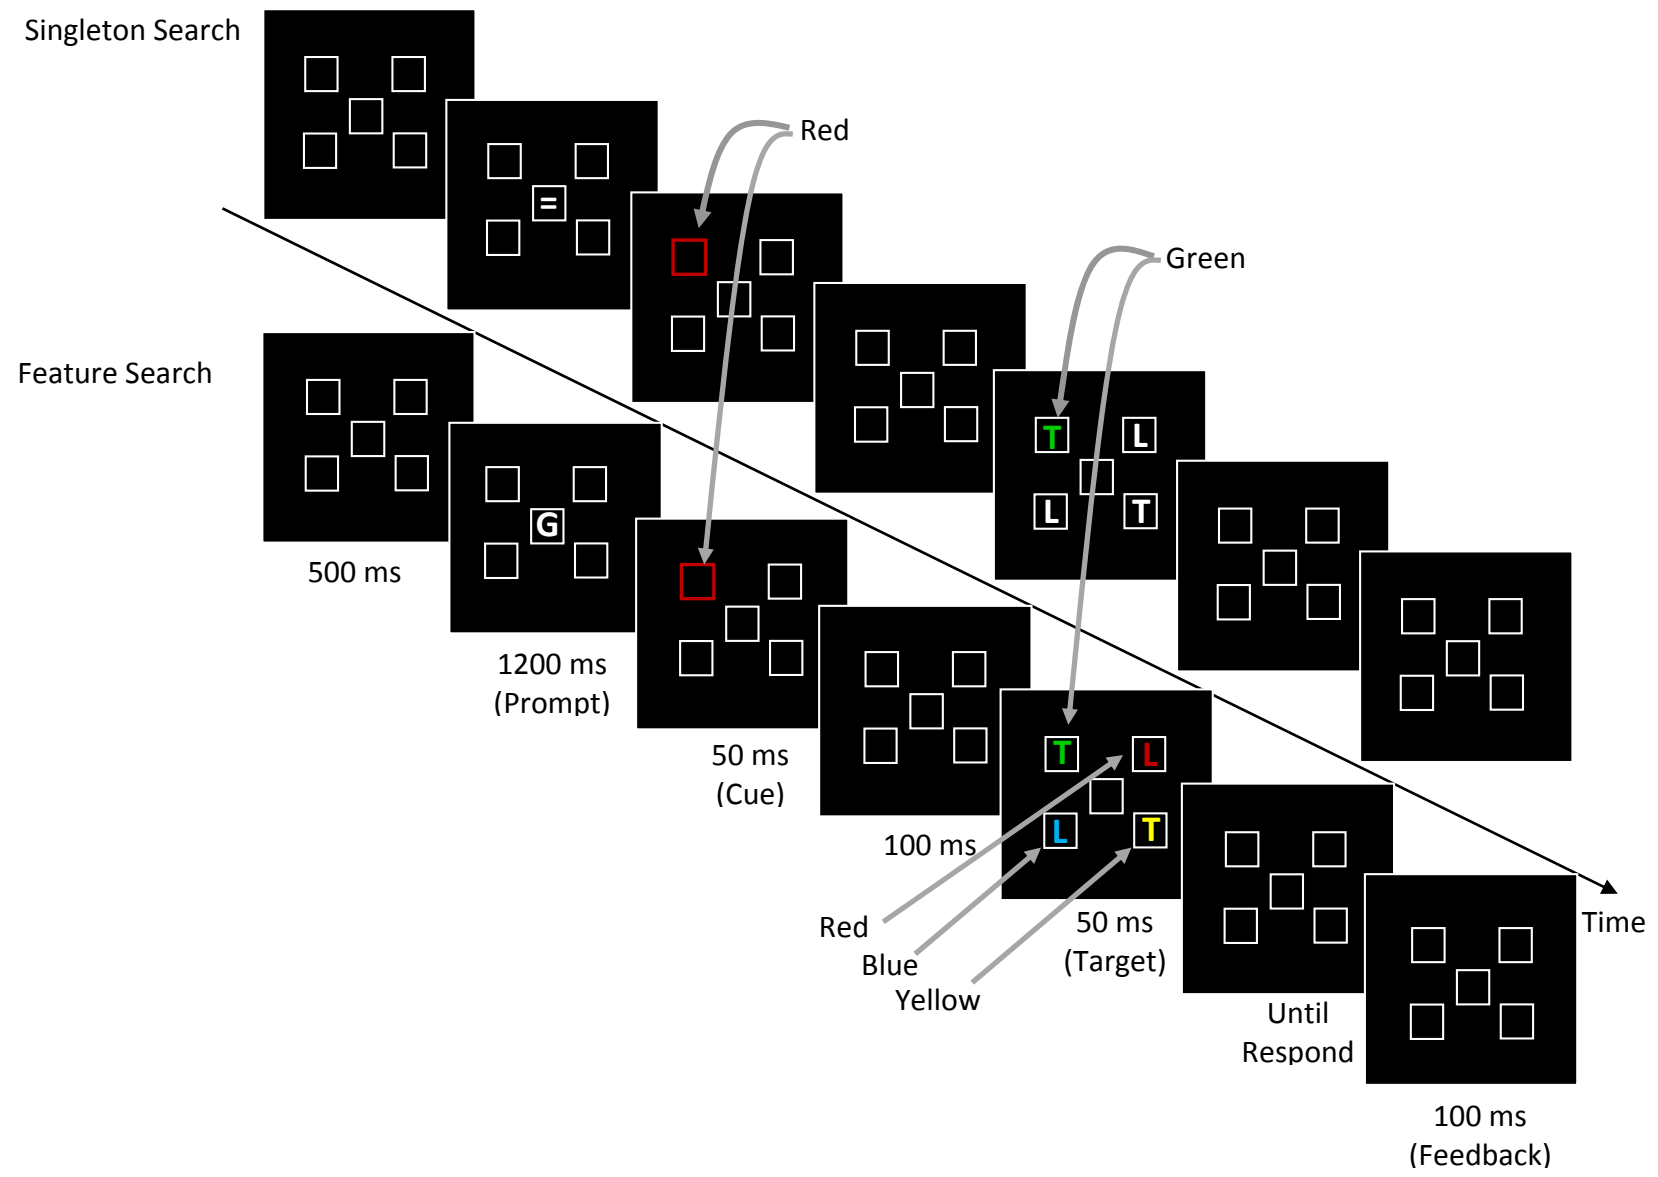 Singleton Search
=
Red
Green
T L
L T
Feature Search
G
500 ms
1200 ms
(Prompt)
50 ms
(Cue)
100 ms
T L
L T
Red
Blue
Yellow
50 ms
(Target)
Time
Until
Respond
100 ms
(Feedback)